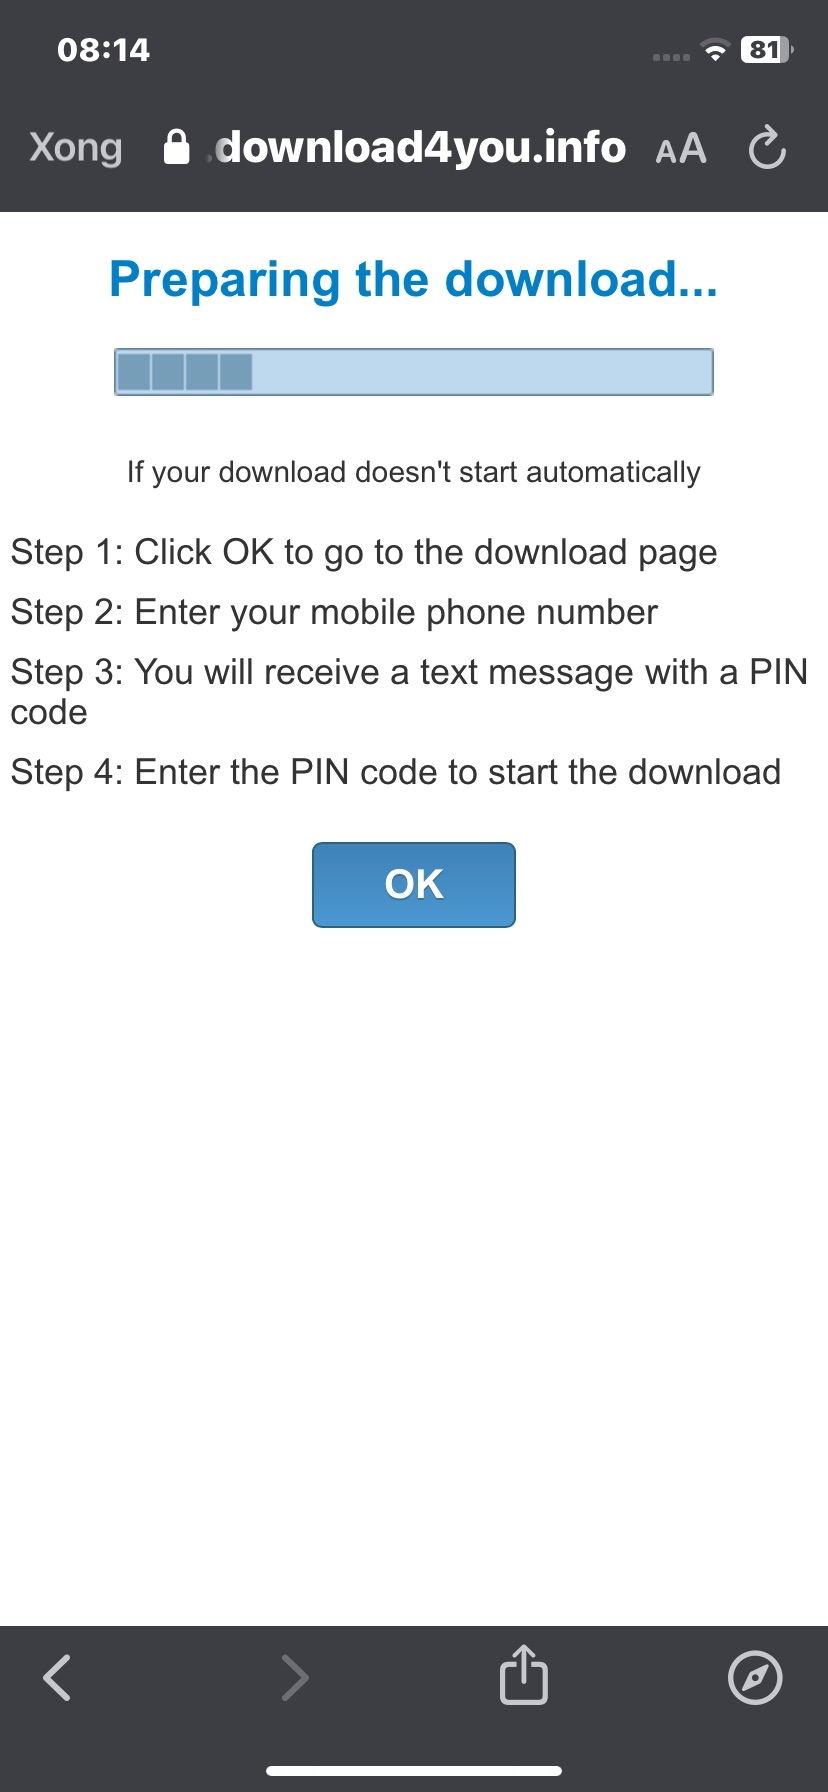 08:14
81
Xong
.download4you.info
AA
Preparing the download...
If your download doesn't start automatically
Step 1: Click OK to go to the download page
Step 2: Enter your mobile phone number
Step 3: You will receive a text message with a PIN
code
Step 4: Enter the PIN code to start the download
OK